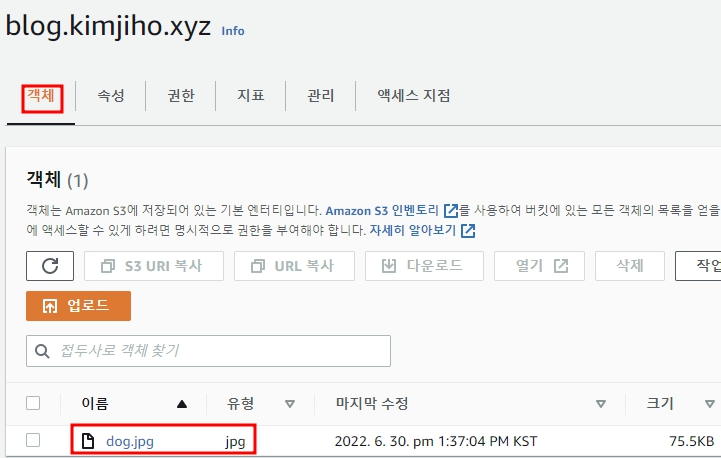 blog.kimjiho.xyz Info
객체 속성 권한 지표 관리 액세스 지점
객체 (1)
객체는 Amazon S3에 저장되어 있는 기본 엔터티입니다. Amazon S3 인벤토리 를 사용하여 버킷에 있는 모든 객체의 목록을 얻을
에 액세스할 수 있게 하려면 명시적으로 권한을 부여해야 합니다. 자세히 알아보기
S3 URI 복사 URL 복사 다운로드 열기 삭제 작업
업로드
접두사로 객체 찾기
이름 유형 마지막 수정 크기
dog.jpg jpg 2022. 6. 30. pm 1:37:04 PM KST 75.5KB